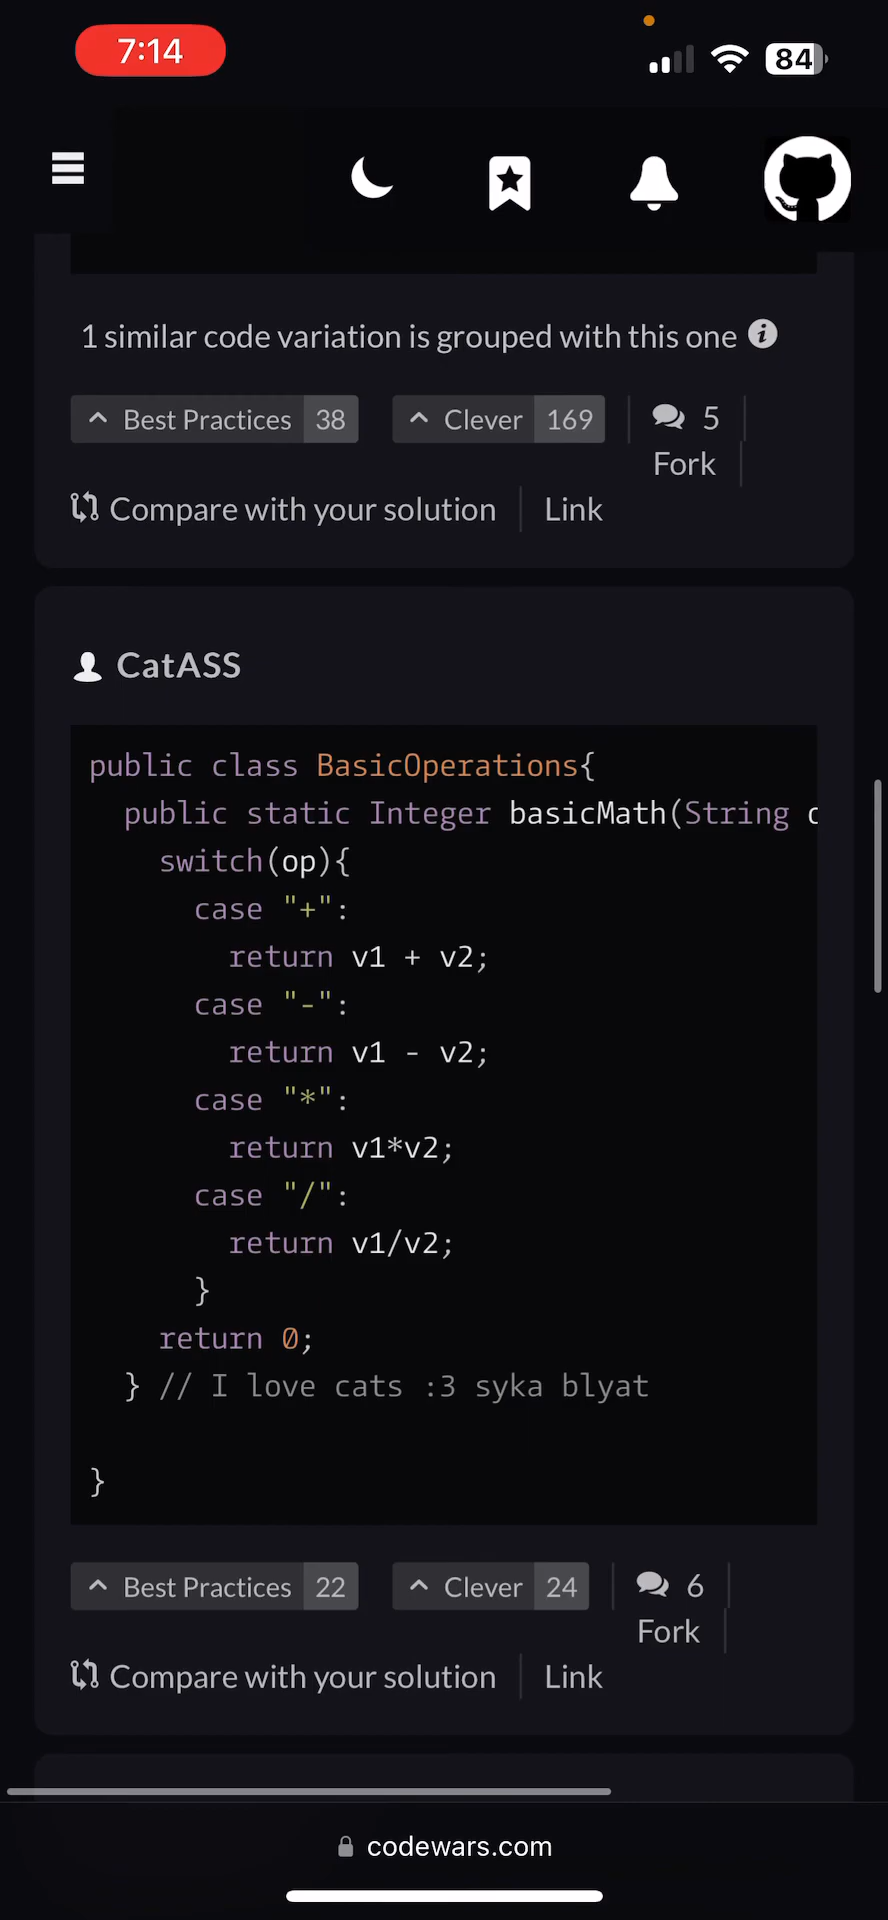 7:14
84
1 similar code variation is grouped with this one
Best Practices 38 Clever 169 5
Fork
Compare with your solution Link
CatASS
public class BasicOperations{
public static Integer basicMath(String
switch(op){
case "+":
return v1 + v2;
case "-":
return v1 - v2;
case "*":
return v1*v2;
case "/":
return v1/v2;
}
return 0;
} // I love cats :3 syka blyat
}
Best Practices 22 Clever 24 6
Fork
Compare with your solution Link
codewars.com